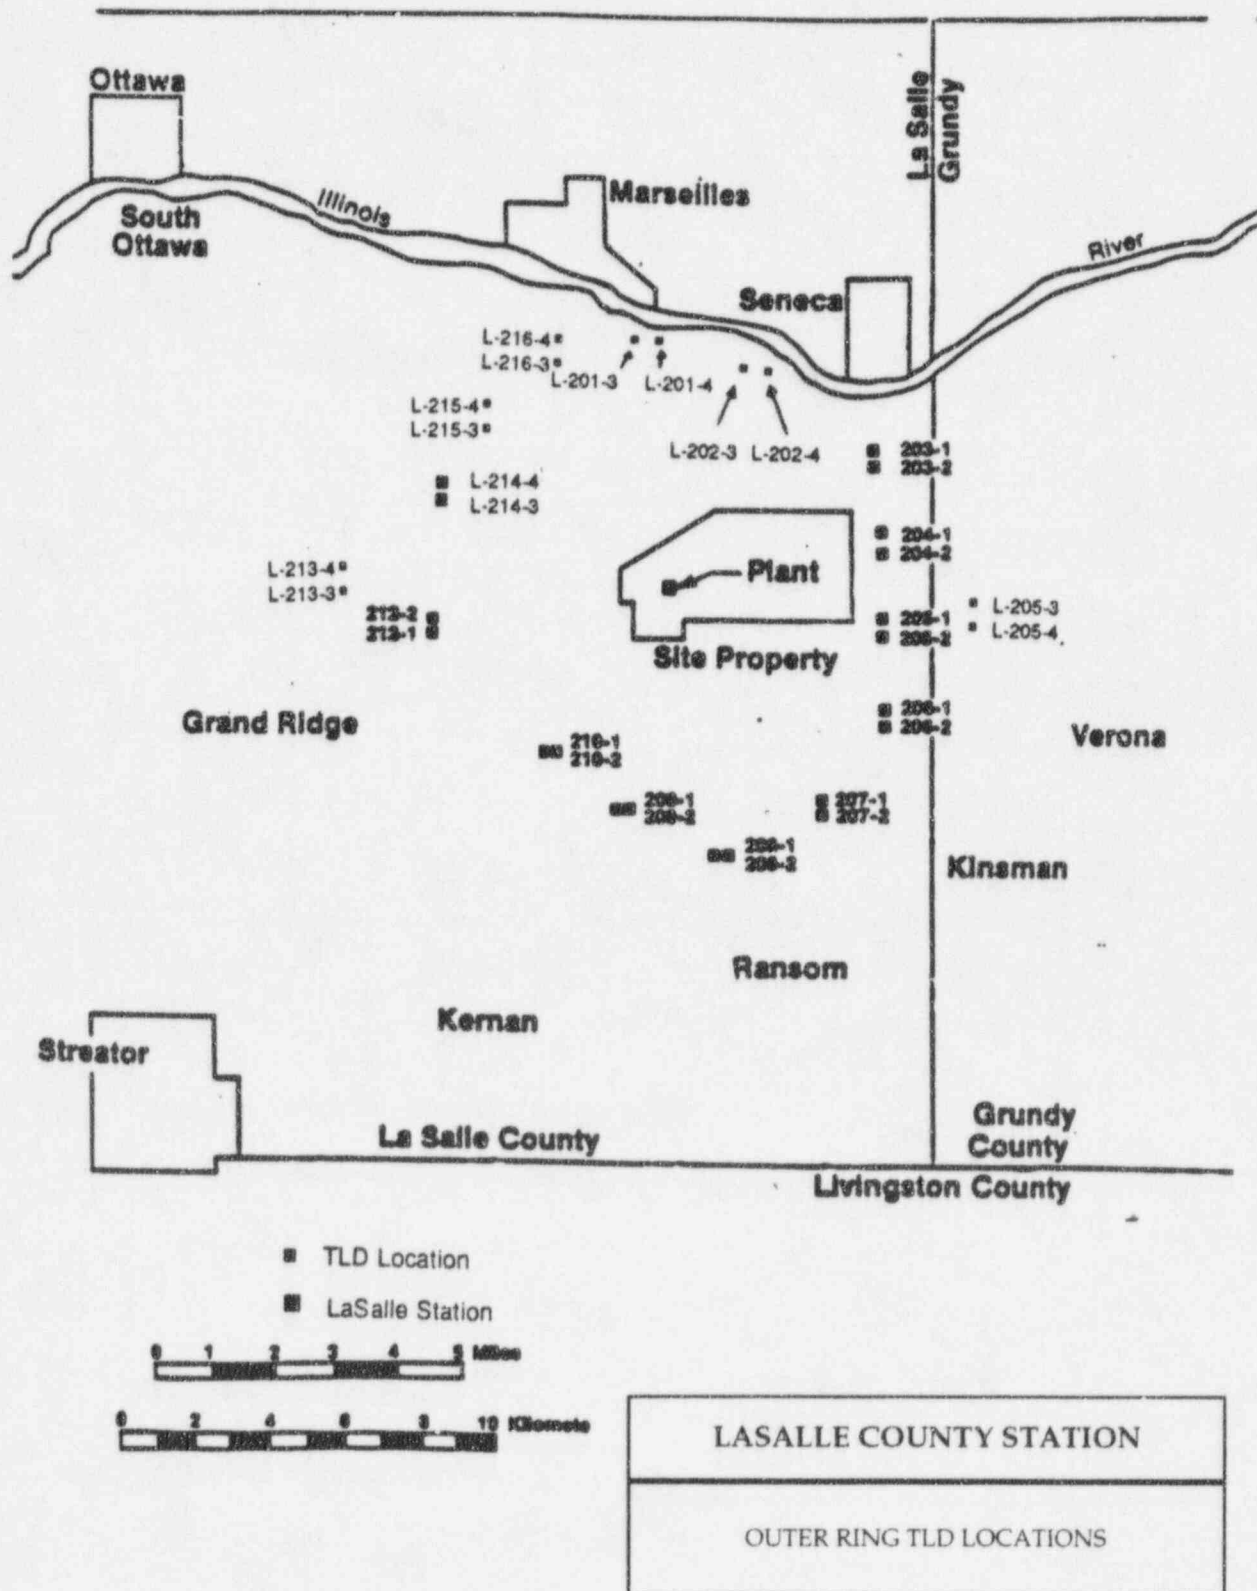 Ottawa
La Salle
Grundy
Illinois
Marseilles
South
Ottawa
River
Seneca
L-216-4
L-216-3
L-201-3
L-201-4
L-215-4
L-215-3
L-202-3
L-202-4
203-1
203-2
L-214-4
L-214-3
204-1
204-2
Plant
L-213-4
L-213-3
L-205-3
L-205-4
205-1
205-2
Site Property
Grand Ridge
206-1
206-2
Verona
210-1
210-2
207-1
207-2
Kinsman
Ransom
Kernan
Streator
La Salle County
Grundy
County
Livingston County
TLD Location
LaSalle Station
0 1 2 3 4 5 Miles
0 2 4 6 8 10
LASALLE COUNTY STATION
OUTER RING TLD LOCATIONS